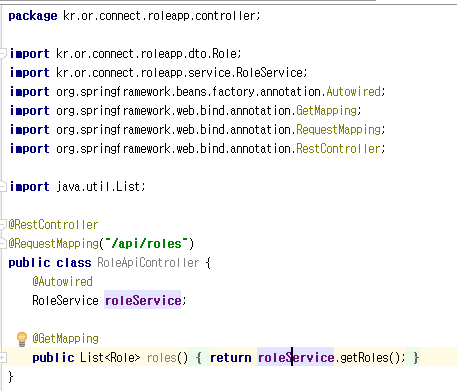 package kr.or.connect.roleapp.controller;
import kr.or.connect.roleapp.dto.Role;
import kr.or.connect.roleapp.service.RoleService;
import org.springframework.beans.factory.annotation.Autowired;
import org.springframework.web.bind.annotation.GetMapping;
import org.springframework.web.bind.annotation.RequestMapping;
import org.springframework.web.bind.annotation.RestController;
import java.util.List;
@RestController
@RequestMapping("/api/roles")
public class RoleApiController {
@Autowired
RoleService roleService;
@GetMapping
public List<Role> roles() { return roleService.getRoles(); }
}